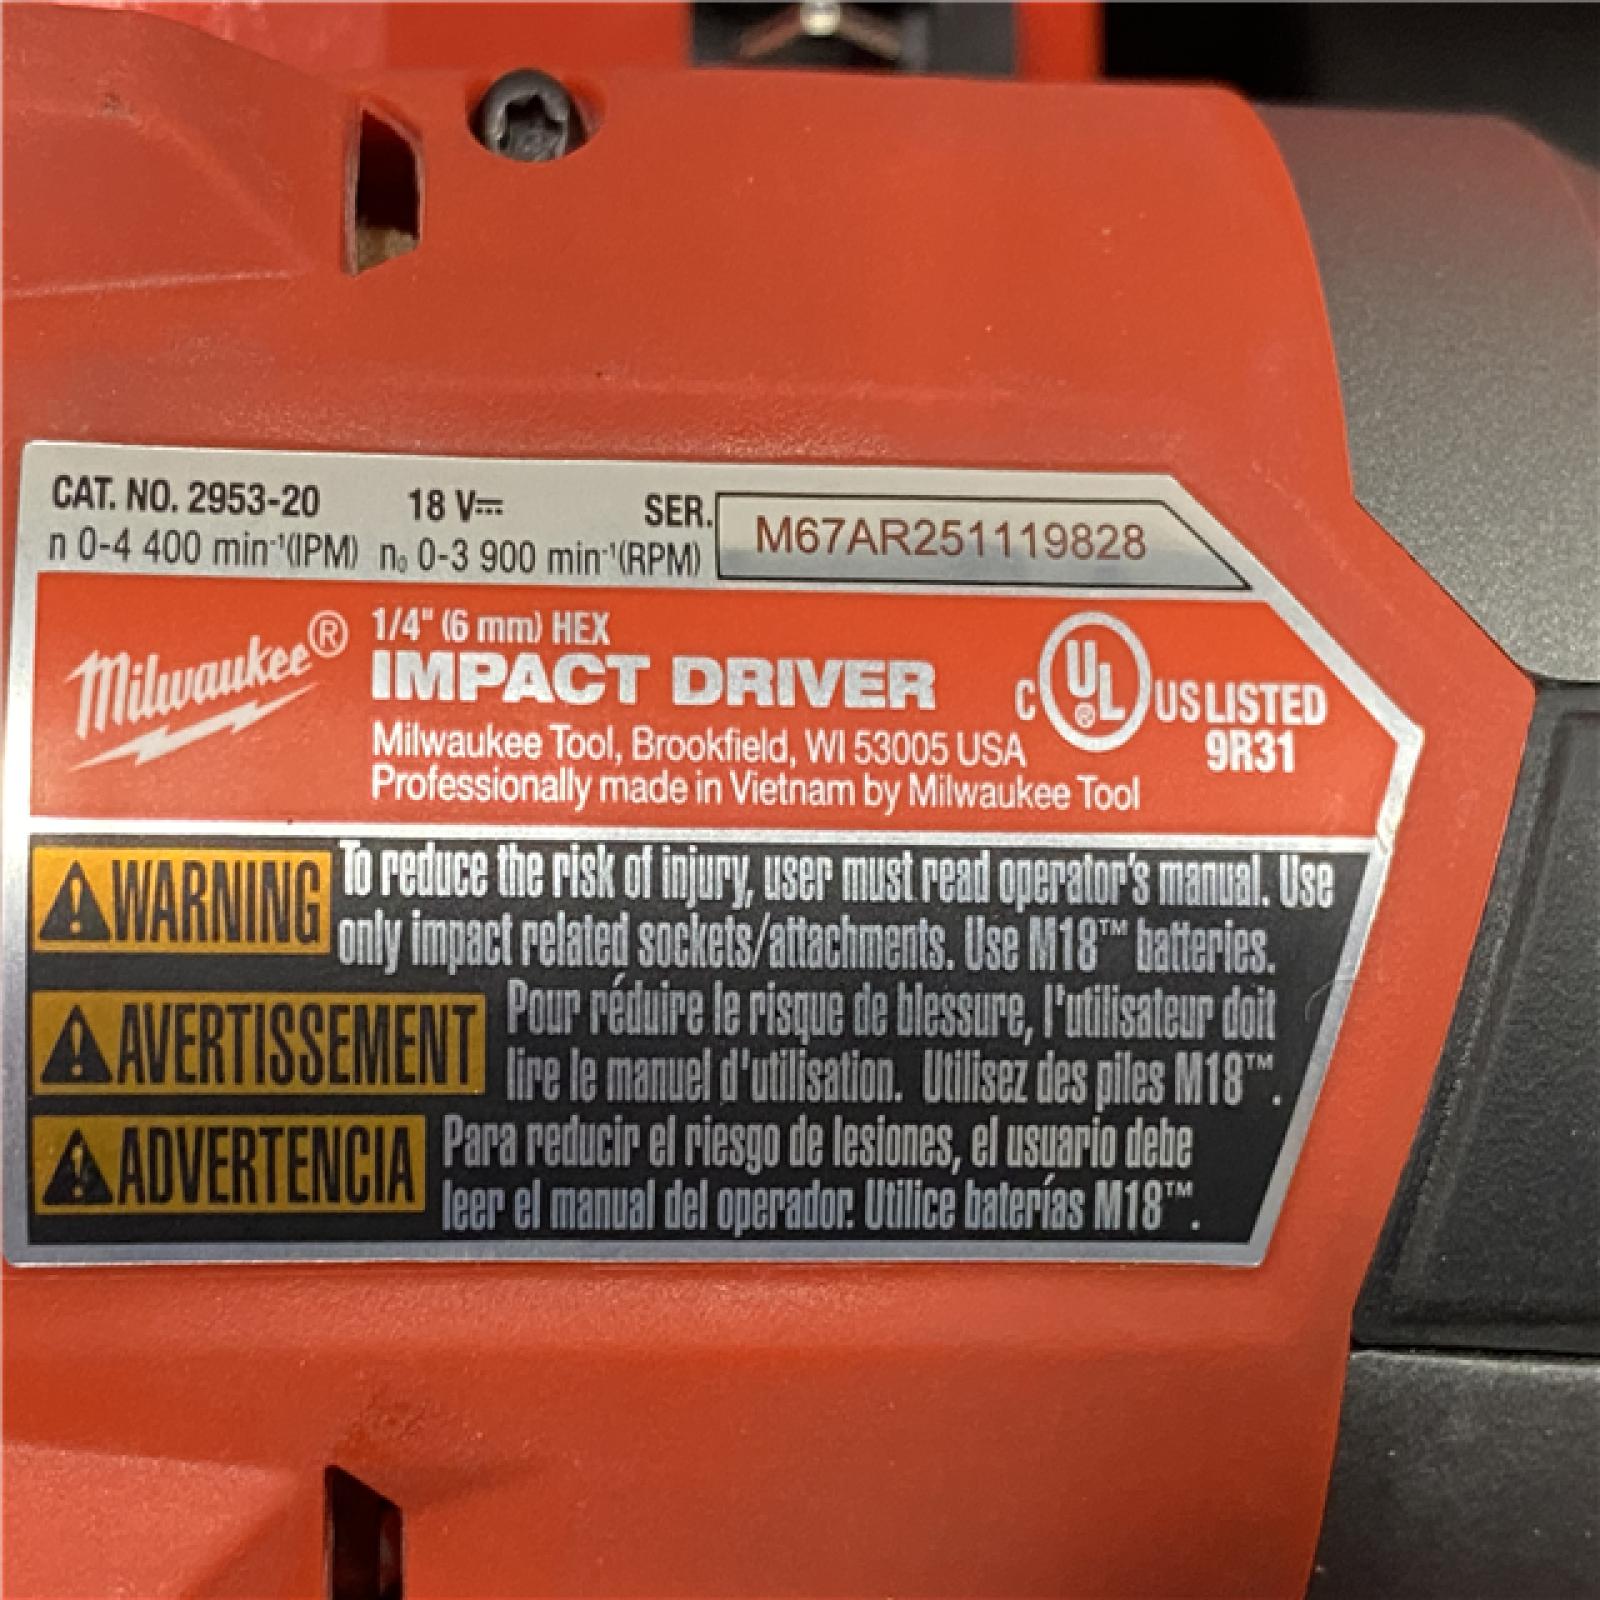 CAT. NO. 2953-20 18 V⎓ SER. M67AR251119828
n 0-4 400 min⁻¹(IPM) n₀ 0-3 900 min⁻¹(RPM)
Milwaukee®
1/4" (6 mm) HEX
IMPACT DRIVER
Milwaukee Tool, Brookfield, WI 53005 USA
Professionally made in Vietnam by Milwaukee Tool
C UL® US LISTED
9R31
WARNING To reduce the risk of injury, user must read operator's manual. Use
only impact related sockets/attachments. Use M18™ batteries.
AVERTISSEMENT Pour réduire le risque de blessure, l'utilisateur doit
lire le manuel d'utilisation. Utilisez des piles M18™.
ADVERTENCIA Para reducir el riesgo de lesiones, el usuario debe
leer el manual del operador. Utilice baterías M18™.